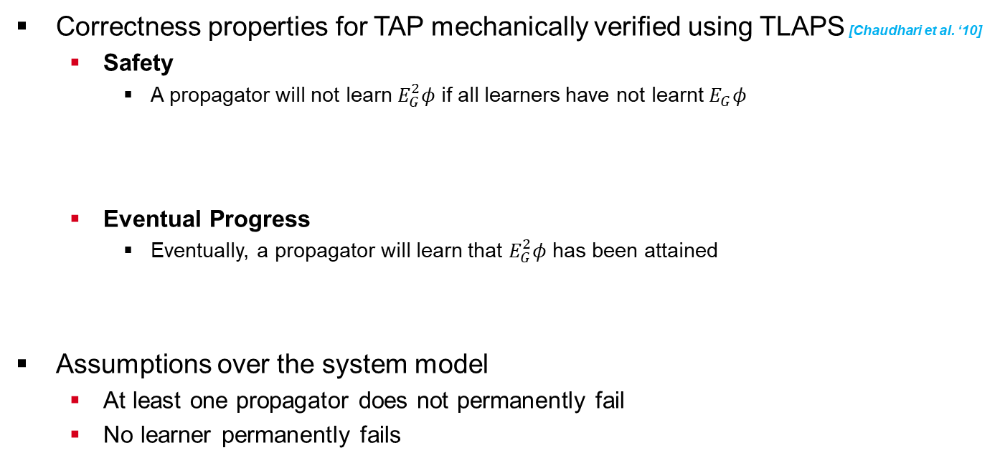 ▪ Correctness properties for TAP mechanically verified using TLAPS [Chaudhari et al. ‘10]
▪ Safety
▪ A propagator will not learn $E_G^2\phi$ if all learners have not learnt $E_G\phi$
▪ Eventual Progress
▪ Eventually, a propagator will learn that $E_G^2\phi$ has been attained
▪ Assumptions over the system model
▪ At least one propagator does not permanently fail
▪ No learner permanently fails